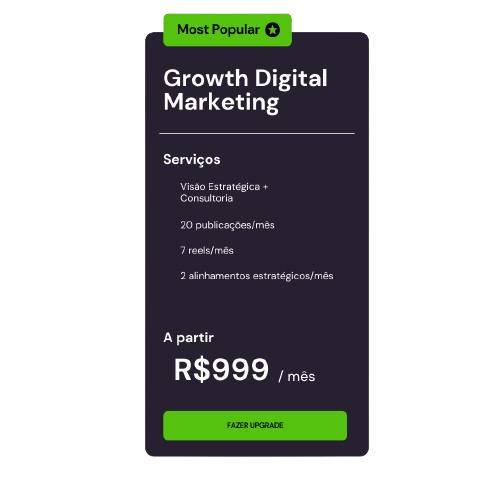 Most Popular
Growth Digital
Marketing
Serviços
Visão Estratégica +
Consultoria
20 publicações/mês
7 reels/mês
2 alinhamentos estratégicos/mês
A partir
R$999 / mês
FAZER UPGRADE